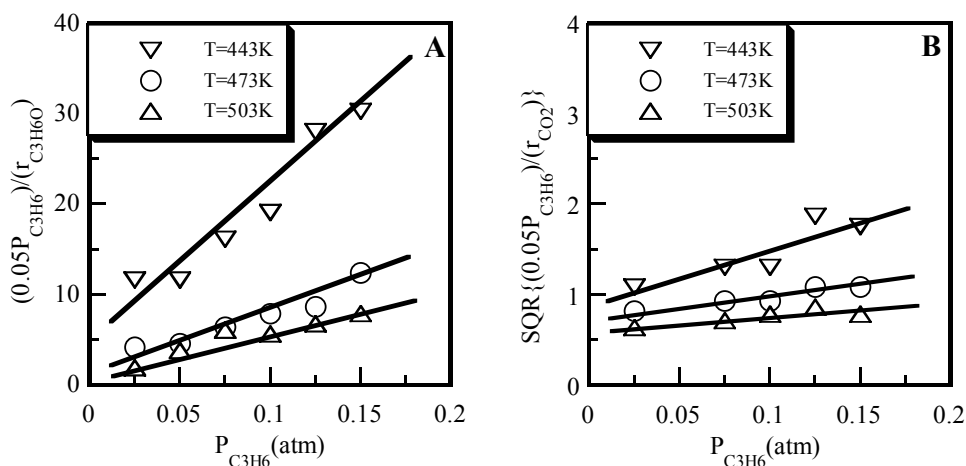 A
T=443K
T=473K
T=503K
(0.05P_C3H6)/(r_C3H6O)
40
30
20
10
0
0
0.05
0.1
0.15
0.2
P_C3H6(atm)
B
T=443K
T=473K
T=503K
SQR{(0.05P_C3H6)/(r_CO2)}
4
3
2
1
0
0
0.05
0.1
0.15
0.2
P_C3H6(atm)